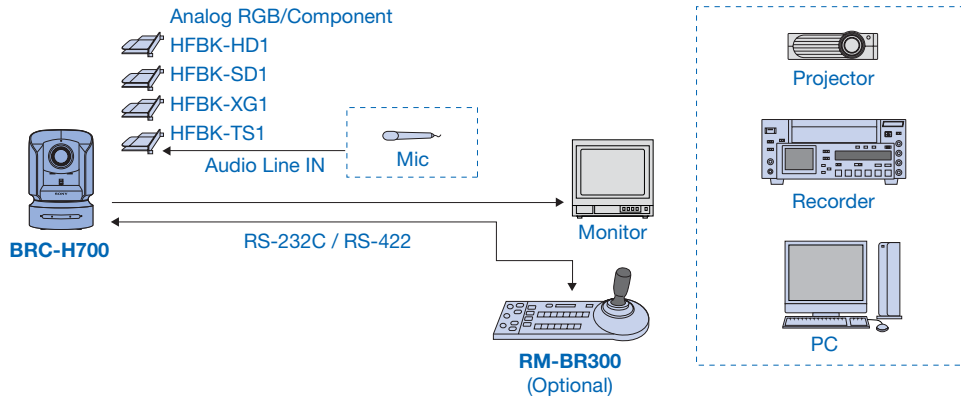 Analog RGB/Component
HFBK-HD1
HFBK-SD1
HFBK-XG1
HFBK-TS1
Audio Line IN
Mic
SONY
BRC-H700
RS-232C / RS-422
Monitor
RM-BR300
(Optional)
Projector
Recorder
PC